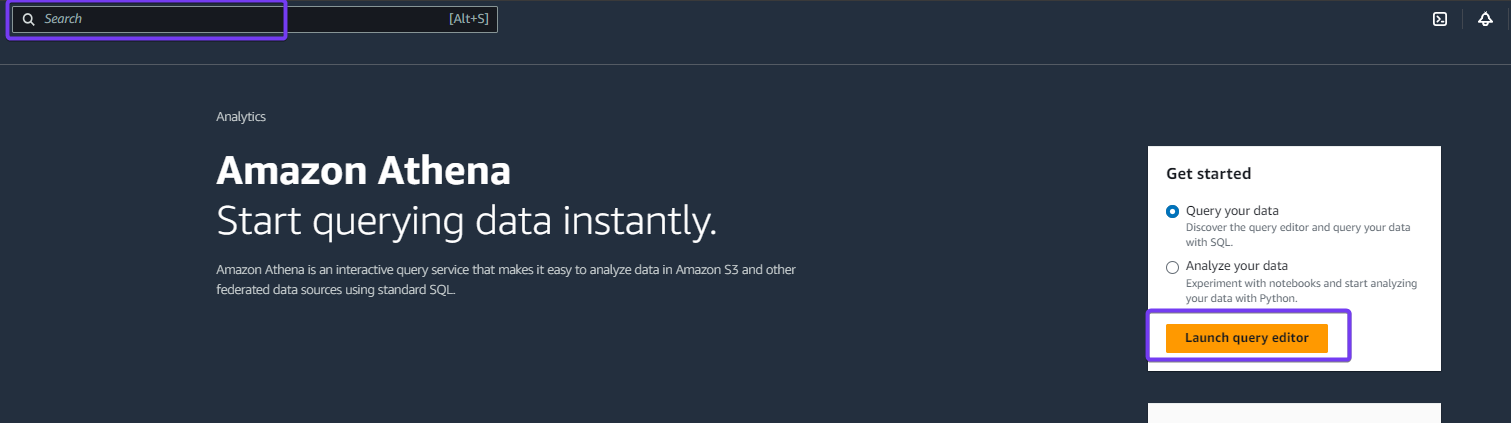 Search [Alt+S]
Analytics
Amazon Athena
Start querying data instantly.
Amazon Athena is an interactive query service that makes it easy to analyze data in Amazon S3 and other
federated data sources using standard SQL.
Get started
Query your data
Discover the query editor and query your data
with SQL.
Analyze your data
Experiment with notebooks and start analyzing
your data with Python.
Launch query editor